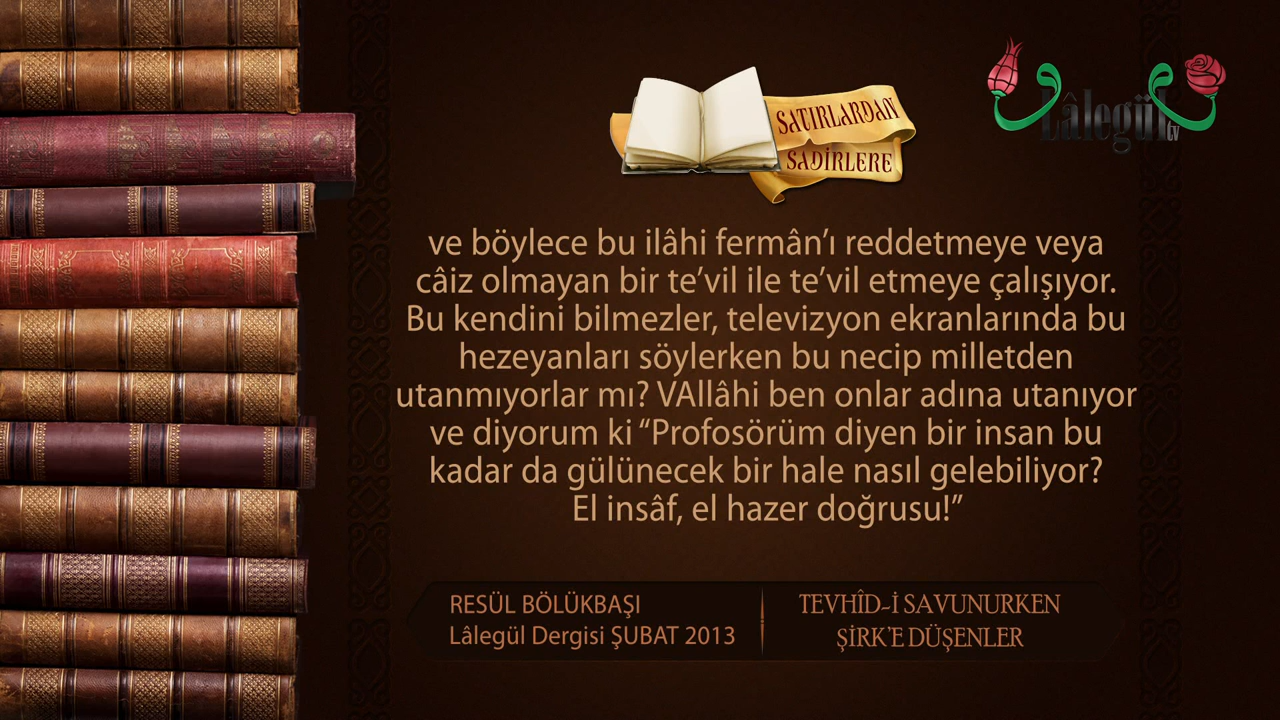 SATIRLARDAN
SADIRLERE
Lâlegül tv
ve böylece bu ilâhi fermân’ı reddetmeye veya
câiz olmayan bir te’vil ile te’vil etmeye çalışıyor.
Bu kendini bilmezler, televizyon ekranlarında bu
hezeyanları söylerken bu necip milletden
utanmıyorlar mı? VAllâhi ben onlar adına utanıyor
ve diyorum ki “Profosörüm diyen bir insan bu
kadar da gülünecek bir hale nasıl gelebiliyor?
El insâf, el hazer doğrusu!”
RESÜL BÖLÜKBAŞI
Lâlegül Dergisi ŞUBAT 2013
TEVHÎD-İ SAVUNURKEN
ŞİRK’E DÜŞENLER